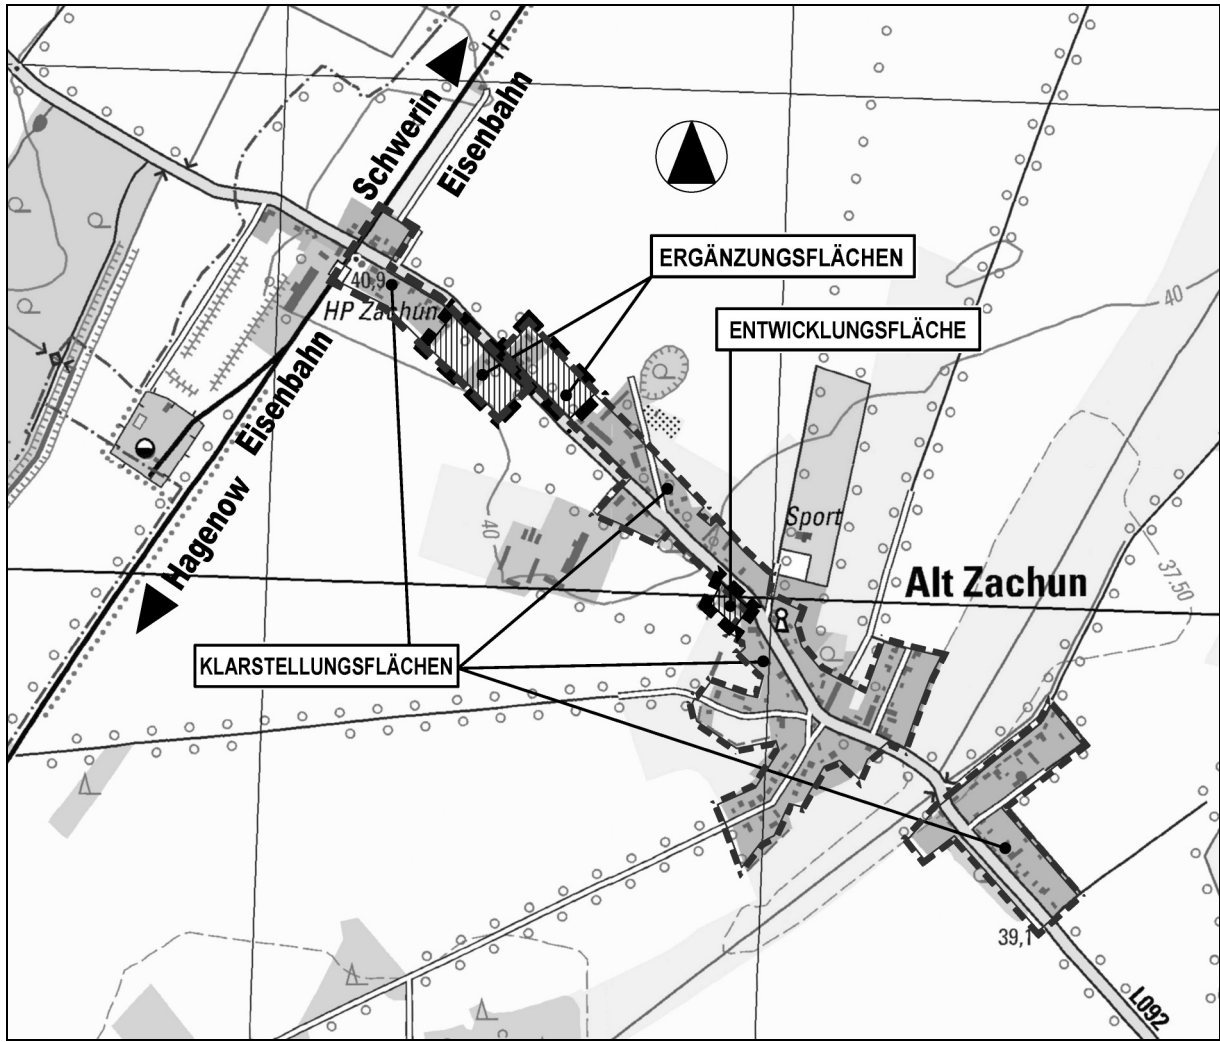 Schwerin
Eisenbahn
ERGÄNZUNGSFLÄCHEN
40,9
HP Zachun
40
ENTWICKLUNGSFLÄCHE
Eisenbahn
Hagenow
40
Sport
37.50
Alt Zachun
KLARSTELLUNGSFLÄCHEN
39,1
L092